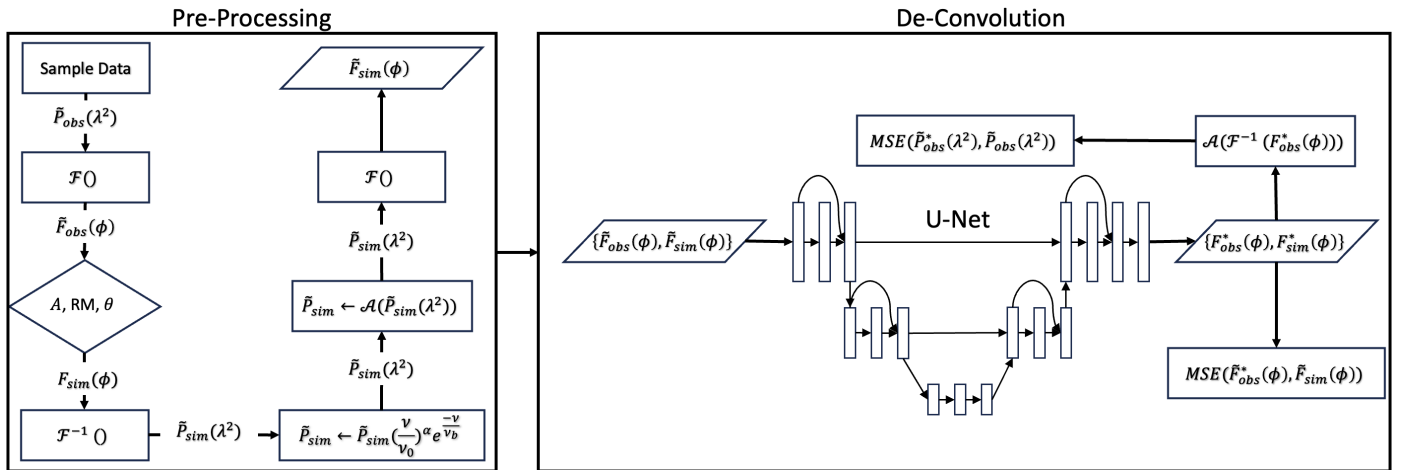 Pre-Processing
Sample Data
P̃_obs(λ²)
ℱ()
F̃_obs(ϕ)
A, RM, θ
F_sim(ϕ)
ℱ⁻¹ ()
P̃_sim(λ²)
P̃_sim ← P̃_sim(ν/ν₀)^α e^(-ν/ν_b)
P̃_sim(λ²)
P̃_sim ← 𝒜(P̃_sim(λ²))
P̃_sim(λ²)
ℱ()
F̃_sim(ϕ)
De-Convolution
{F̃_obs(ϕ), F̃_sim(ϕ)}
U-Net
{F*_obs(ϕ), F*_sim(ϕ)}
𝒜(ℱ⁻¹ (F*_obs(ϕ)))
MSE(P̃*_obs(λ²), P̃_obs(λ²))
MSE(F̃*_obs(ϕ), F̃_sim(ϕ))